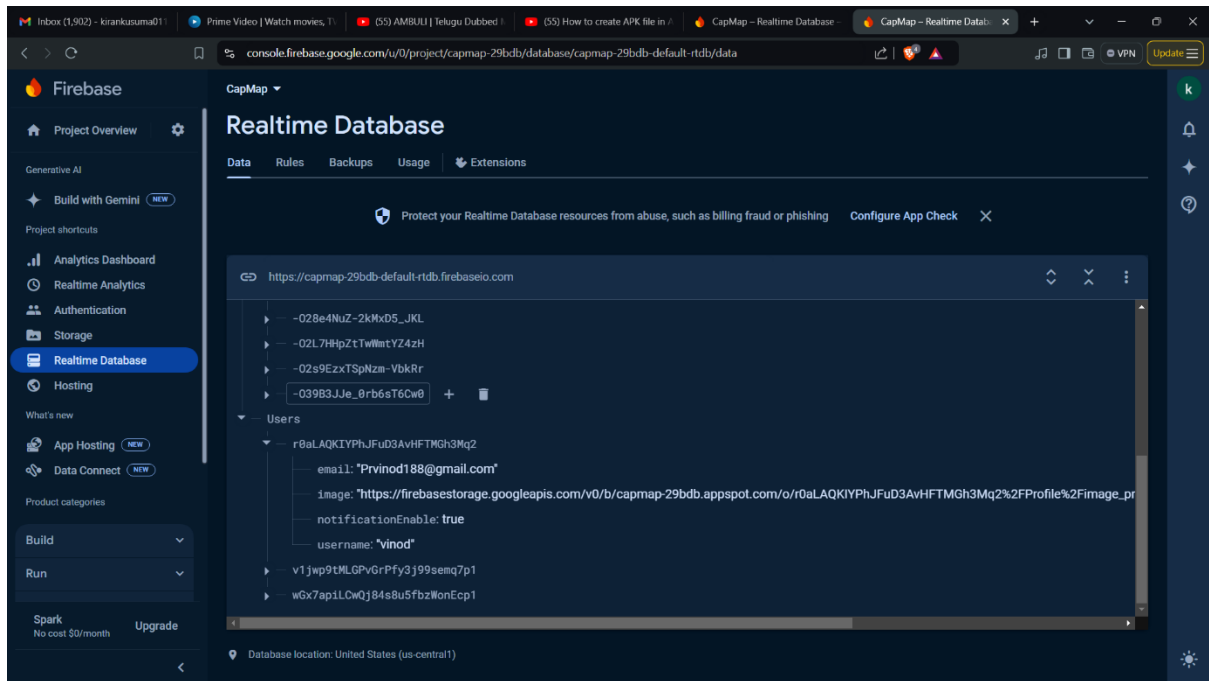 Inbox (1,902) - kirankusuma011
Prime Video | Watch movies, TV
(55) AMBULI | Telugu Dubbed
(55) How to create APK file in A
CapMap – Realtime Database –
CapMap – Realtime Datab
console.firebase.google.com/u/0/project/capmap-29bdb/database/capmap-29bdb-default-rtdb/data
VPN
Update
Firebase
CapMap
k
Project Overview
Realtime Database
Data Rules Backups Usage Extensions
Generative AI
Build with Gemini NEW
Protect your Realtime Database resources from abuse, such as billing fraud or phishing Configure App Check
Project shortcuts
Analytics Dashboard
Realtime Analytics
Authentication
Storage
Realtime Database
Hosting
What's new
App Hosting NEW
Data Connect NEW
Product categories
Build
Run
Spark
No cost $0/month
Upgrade
https://capmap-29bdb-default-rtdb.firebaseio.com
-O28e4NuZ-2kMxD5_JKL
-O2L7HHpZtTwWmtYZ4zH
-O2s9EzxTSpNzm-VbkRr
-O39B3JJe_0rb6sT6Cw0
Users
r0aLAQKIYPhJFuD3AvHFTMGh3Mq2
email: "Prvinod188@gmail.com"
image: "https://firebasestorage.googleapis.com/v0/b/capmap-29bdb.appspot.com/o/r0aLAQKIYPhJFuD3AvHFTMGh3Mq2%2FProfile%2Fimage_pr
notificationEnable: true
username: "vinod"
v1jwp9tMLGPvGrPfy3j99semq7p1
wGx7apiLCwQj84s8u5fbzWonEcp1
Database location: United States (us-central1)